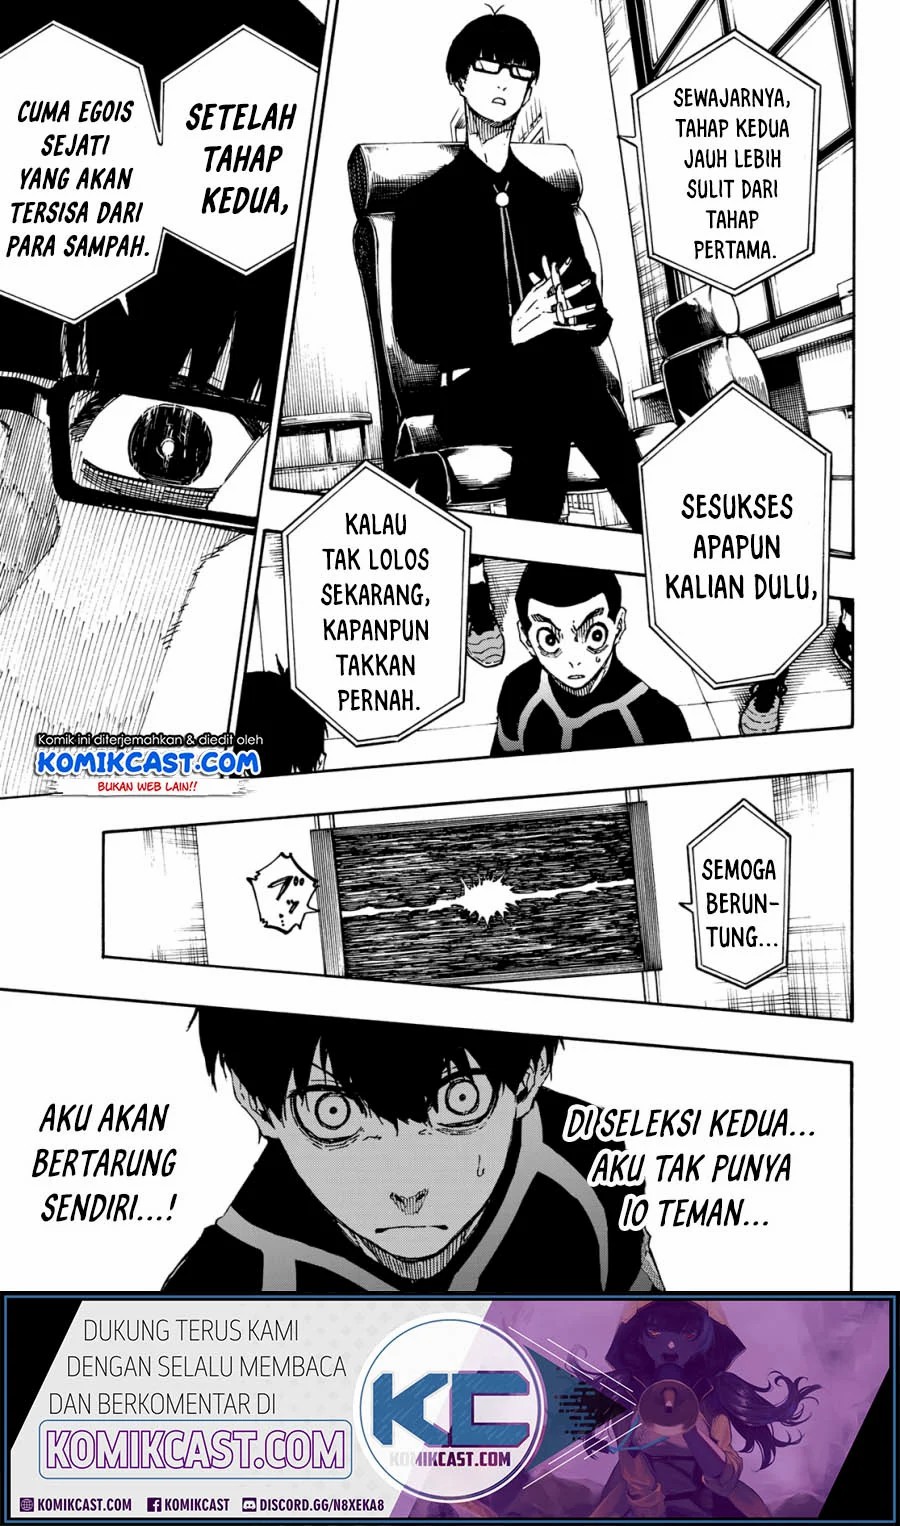 SEWAJARNYA,
TAHAP KEDUA
JAUH LEBIH
SULIT DARI
TAHAP
PERTAMA.
SETELAH
TAHAP
KEDUA,
CUMA EGOIS
SEJATI
YANG AKAN
TERSISA DARI
PARA SAMPAH.
SESUKSES
APAPUN
KALIAN DULU,
KALAU
TAK LOLOS
SEKARANG,
KAPANPUN
TAKKAN
PERNAH.
Komik ini diterjemahkan & diedit oleh
KOMIKCAST.COM
BUKAN WEB LAIN!!
SEMOGA
BERUN-
TUNG...
ブッ
DI SELEKSI KEDUA...
AKU TAK PUNYA
10 TEMAN...
AKU AKAN
BERTARUNG
SENDIRI...!
DUKUNG TERUS KAMI
DENGAN SELALU MEMBACA
DAN BERKOMENTAR DI
KOMIKCAST.COM
KC
KOMIKCAST.COM
KOMIKCAST.COM KOMIKCAST DISCORD.GG/N8XEKA8